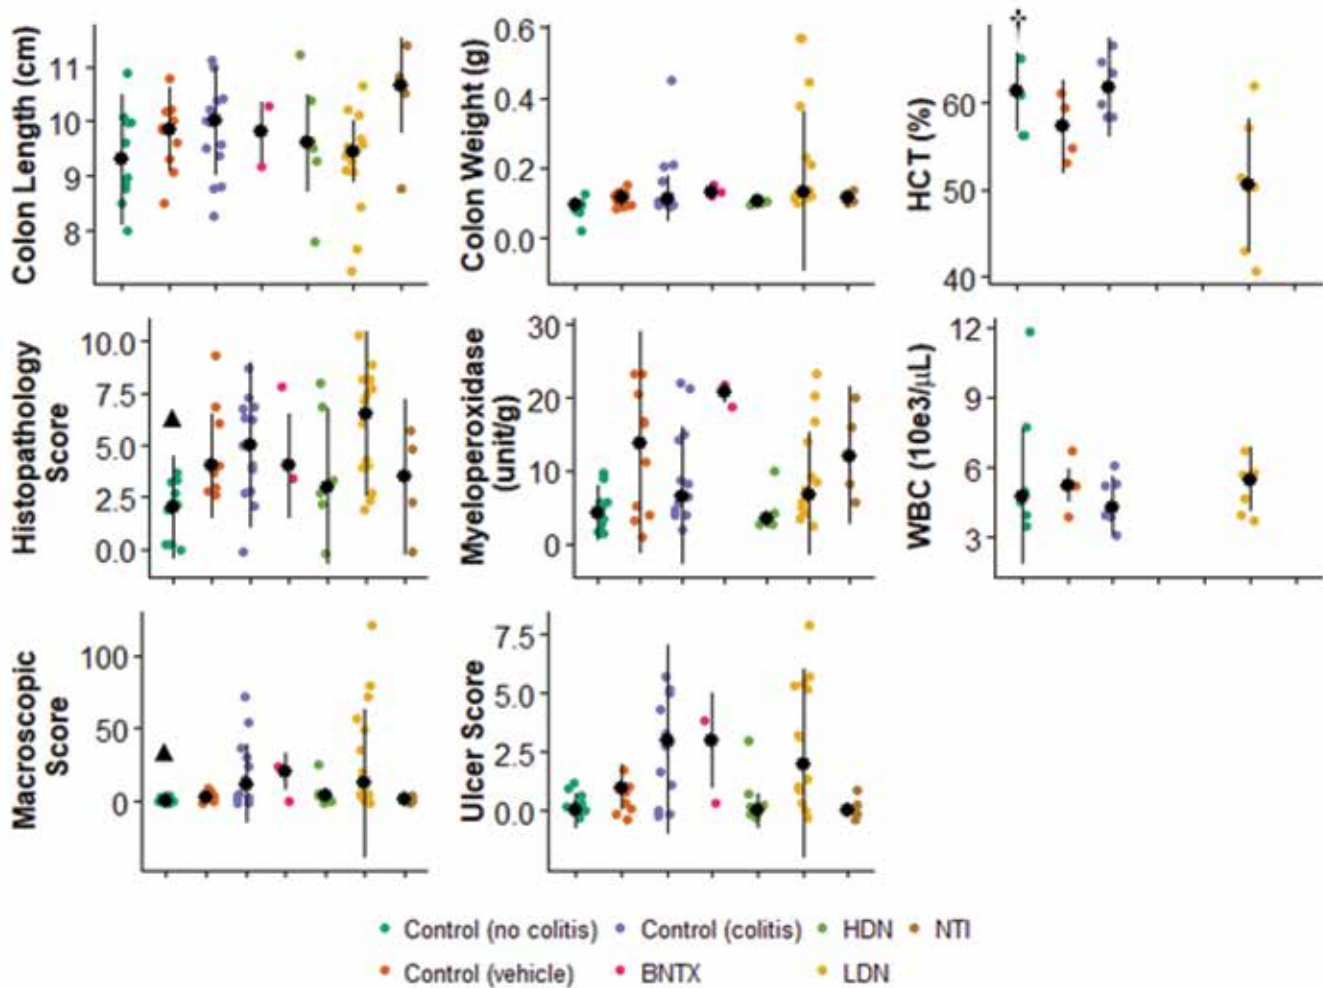 Colon Length (cm)
11
10
9
8
Colon Weight (g)
0.6
0.4
0.2
0.0
HCT (%)
†
60
50
40
Histopathology
Score
10.0
7.5
5.0
2.5
0.0
Myeloperoxidase
(unit/g)
30
20
10
0
WBC (10e3/µL)
12
9
6
3
Macroscopic
Score
100
50
0
Ulcer Score
7.5
5.0
2.5
0.0
Control (no colitis) Control (colitis) HDN NTI
Control (vehicle) BNTX LDN